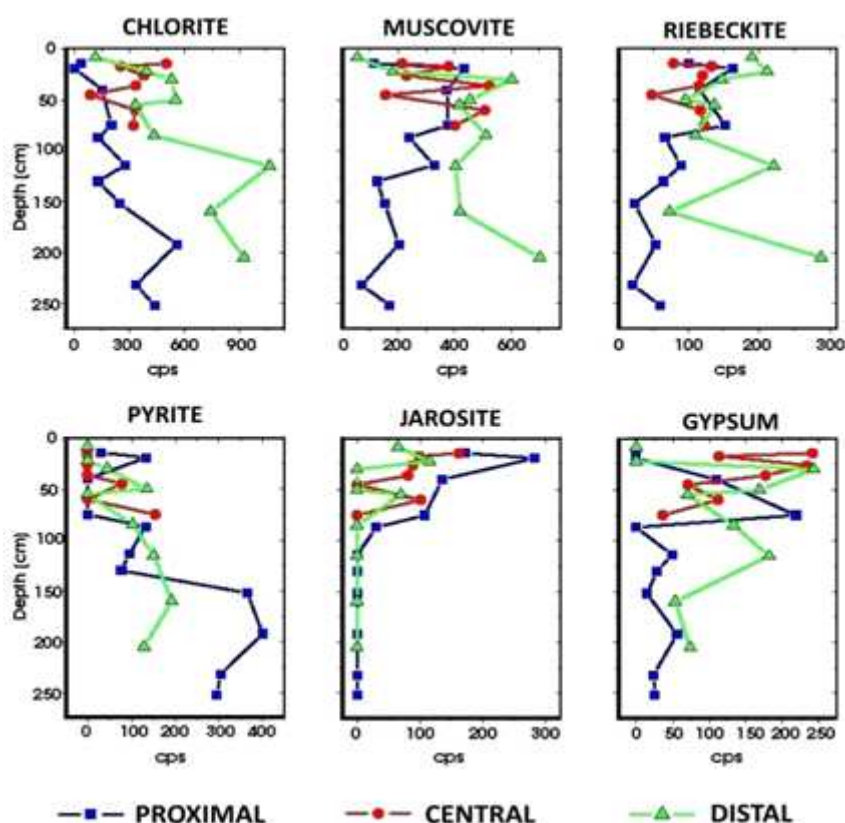 CHLORITE MUSCOVITE RIEBECKITE
0
50
100
150
200
250
Depth [cm]
0 300 600 900
cps
0 200 400 600
cps
0 100 200 300
cps
PYRITE JAROSITE GYPSUM
0
50
100
150
200
250
Depth [cm]
0 100 200 300 400
cps
0 100 200 300
cps
0 50 100 150 200 250
cps
PROXIMAL CENTRAL DISTAL